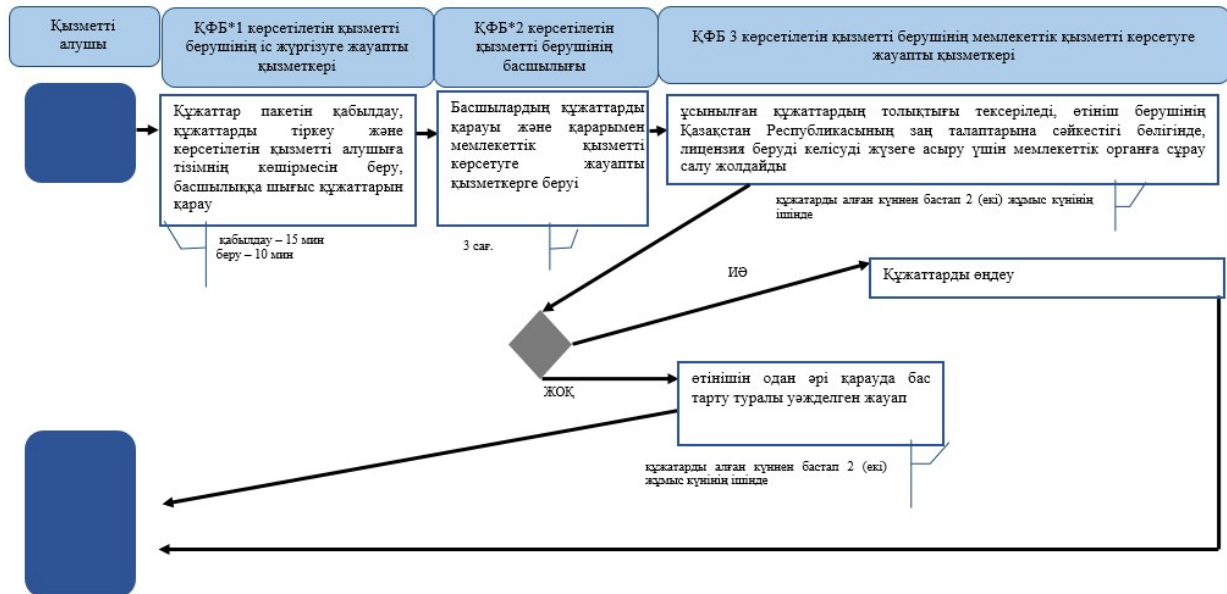 Қызметті
алушы
ҚФБ*1 көрсетілетін қызметті
берушінің іс жүргізуге жауапты
қызметкері
ҚФБ*2 көрсетілетін
қызметті берушінің
басшылығы
ҚФБ 3 көрсетілетін қызметті берушінің мемлекеттік қызметті көрсетуге
жауапты қызметкері
Құжаттар пакетін қабылдау,
құжаттарды тіркеу және
көрсетілетін қызметті алушыға
тізімнің көшірмесін беру,
басшылыққа шығыс құжаттарын
қарау
Басшылардың құжаттарды
қарауы және қарарымен
мемлекеттік қызметті
көрсетуге жауапты
қызметкерге беруі
ұсынылған құжаттардың толықтығы тексеріледі, өтініш берушінің
Қазақстан Республикасының заң талаптарына сәйкестігі бөлігінде,
лицензия беруді келісуді жүзеге асыру үшін мемлекеттік органға сұрау
салу жолдайды
қабылдау – 15 мин
беру – 10 мин
3 сағ.
құжатарды алған күннен бастап 2 (екі) жұмыс күнінің
ішінде
ИӘ
Құжаттарды өңдеу
ЖОҚ
өтінішін одан әрі қарауда бас
тарту туралы уәжделген жауап
құжатарды алған күннен бастап 2 (екі)
жұмыс күнінің ішінде